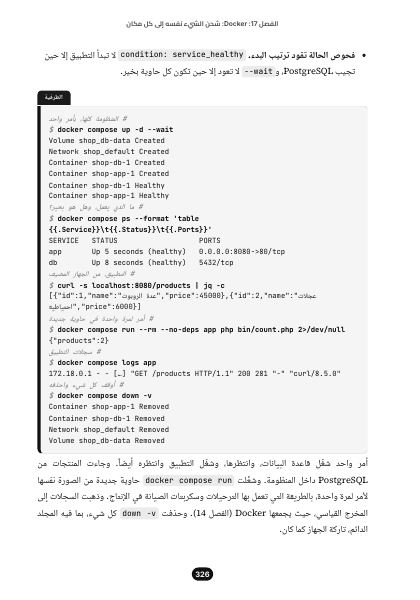 الفصل 17: Docker: شحن الشيء نفسه إلى كل مكان
• فحوص الحالة تقود ترتيب البدء. condition: service_healthy لا تبدأ التطبيق إلا حين
تجيب PostgreSQL، و --wait لا تعود إلا حين تكون كل حاوية بخير.
الطرفية
# المنظومة كلها، بأمر واحد
$ docker compose up -d --wait
Volume shop_db-data Created
Network shop_default Created
Container shop-db-1 Created
Container shop-app-1 Created
Container shop-db-1 Healthy
Container shop-app-1 Healthy
# ما الذي يعمل، وهل هو بخير؟
$ docker compose ps --format 'table
{{.Service}}\t{{.Status}}\t{{.Ports}}'
SERVICE STATUS PORTS
app Up 5 seconds (healthy) 0.0.0.0:8080->80/tcp
db Up 8 seconds (healthy) 5432/tcp
# التطبيق، من الجهاز المضيف
$ curl -s localhost:8080/products | jq -c
[{"id":1,"name":"عدة الروبوت","price":45000},{"id":2,"name":"عجلات
احتياطية","price":6000}]
# أمر لمرة واحدة في حاوية جديدة
$ docker compose run --rm --no-deps app php bin/count.php 2>/dev/null
{"products":2}
# سجلات التطبيق
$ docker compose logs app
172.18.0.1 - - […] "GET /products HTTP/1.1" 200 281 "-" "curl/8.5.0"
# أوقف كل شيء واحذفه
$ docker compose down -v
Container shop-app-1 Removed
Container shop-db-1 Removed
Network shop_default Removed
Volume shop_db-data Removed
أمر واحد شغّل قاعدة البيانات، وانتظرها، وشغّل التطبيق وانتظره أيضاً. وجاءت المنتجات من
PostgreSQL داخل المنظومة. وشغّلت docker compose run حاوية جديدة من الصورة نفسها
لأمر لمرة واحدة، بالطريقة التي تعمل بها الترحيلات وسكربتات الصيانة في الإنتاج. وذهبت السجلات إلى
المخرج القياسي، حيث يجمعها Docker (الفصل 14). وحذفت down -v كل شيء، بما فيه المجلد
الدائم، تاركة الجهاز كما كان.
326